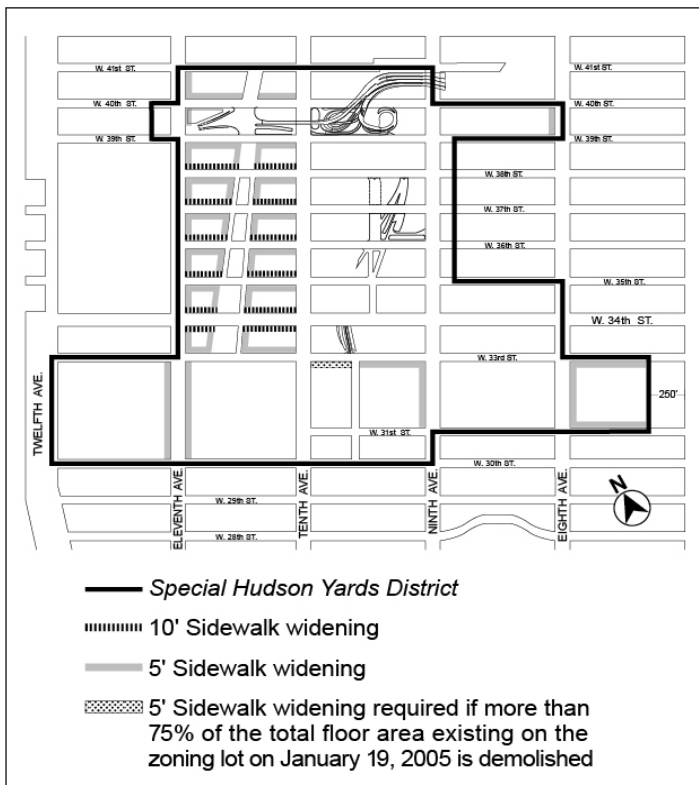 W. 41st ST.
W. 41st ST.
W. 40th ST.
W. 40th ST.
W. 39th ST.
W. 39th ST.
W. 38th ST.
W. 37th ST.
W. 36th ST.
W. 35th ST.
W. 34th ST.
W. 33rd ST.
250'
W. 31st ST.
W. 30th ST.
W. 29th ST.
W. 28th ST.
TWELFTH AVE.
ELEVENTH AVE.
TENTH AVE.
NINTH AVE.
EIGHTH AVE.
N
Special Hudson Yards District
10' Sidewalk widening
5' Sidewalk widening
5' Sidewalk widening required if more than
75% of the total floor area existing on the
zoning lot on January 19, 2005 is demolished